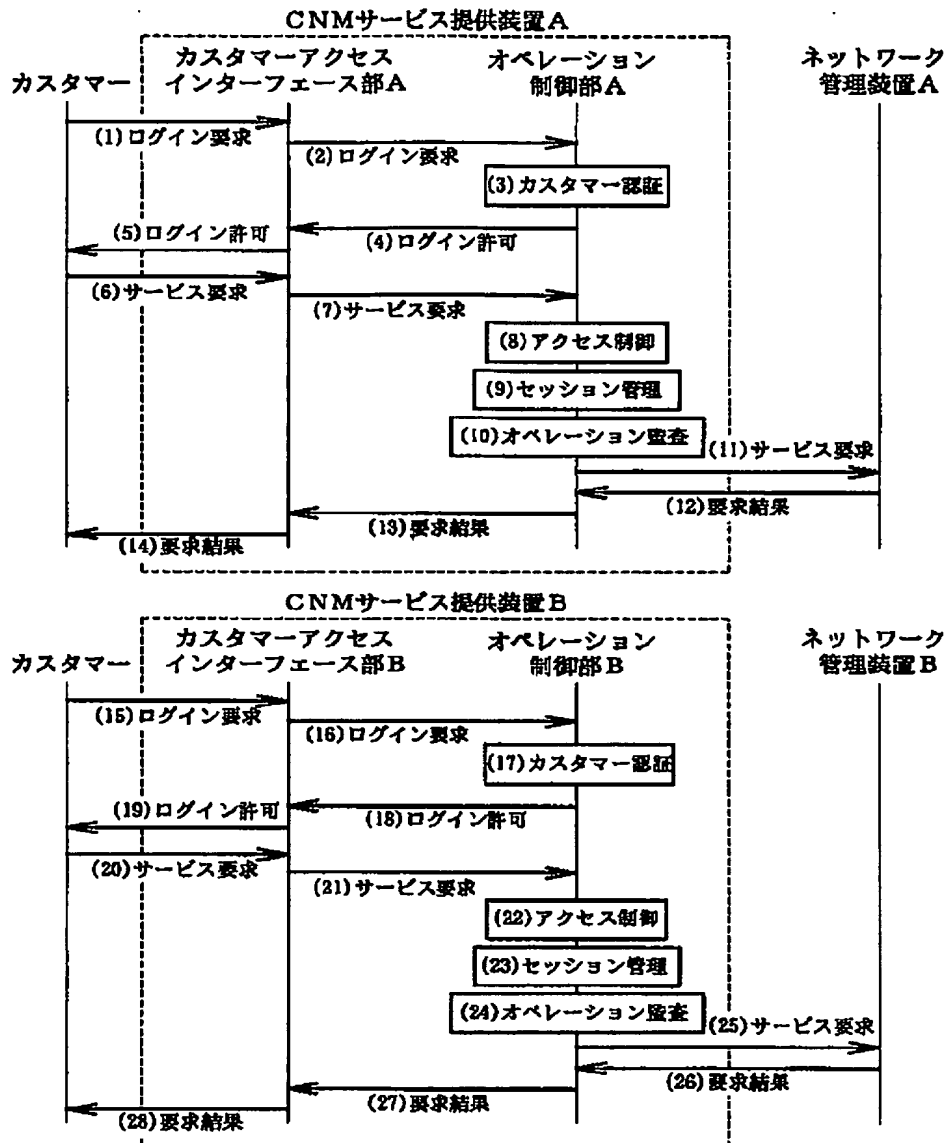 CNMサービス提供装置A
カスタマー
カスタマーアクセス
インターフェース部A
オペレーション
制御部A
ネットワーク
管理装置A
(1)ログイン要求
(2)ログイン要求
(3)カスタマー認証
(4)ログイン許可
(5)ログイン許可
(6)サービス要求
(7)サービス要求
(8)アクセス制御
(9)セッション管理
(10)オペレーション監査
(11)サービス要求
(12)要求結果
(13)要求結果
(14)要求結果
CNMサービス提供装置B
カスタマー
カスタマーアクセス
インターフェース部B
オペレーション
制御部B
ネットワーク
管理装置B
(15)ログイン要求
(16)ログイン要求
(17)カスタマー認証
(18)ログイン許可
(19)ログイン許可
(20)サービス要求
(21)サービス要求
(22)アクセス制御
(23)セッション管理
(24)オペレーション監査
(25)サービス要求
(26)要求結果
(27)要求結果
(28)要求結果